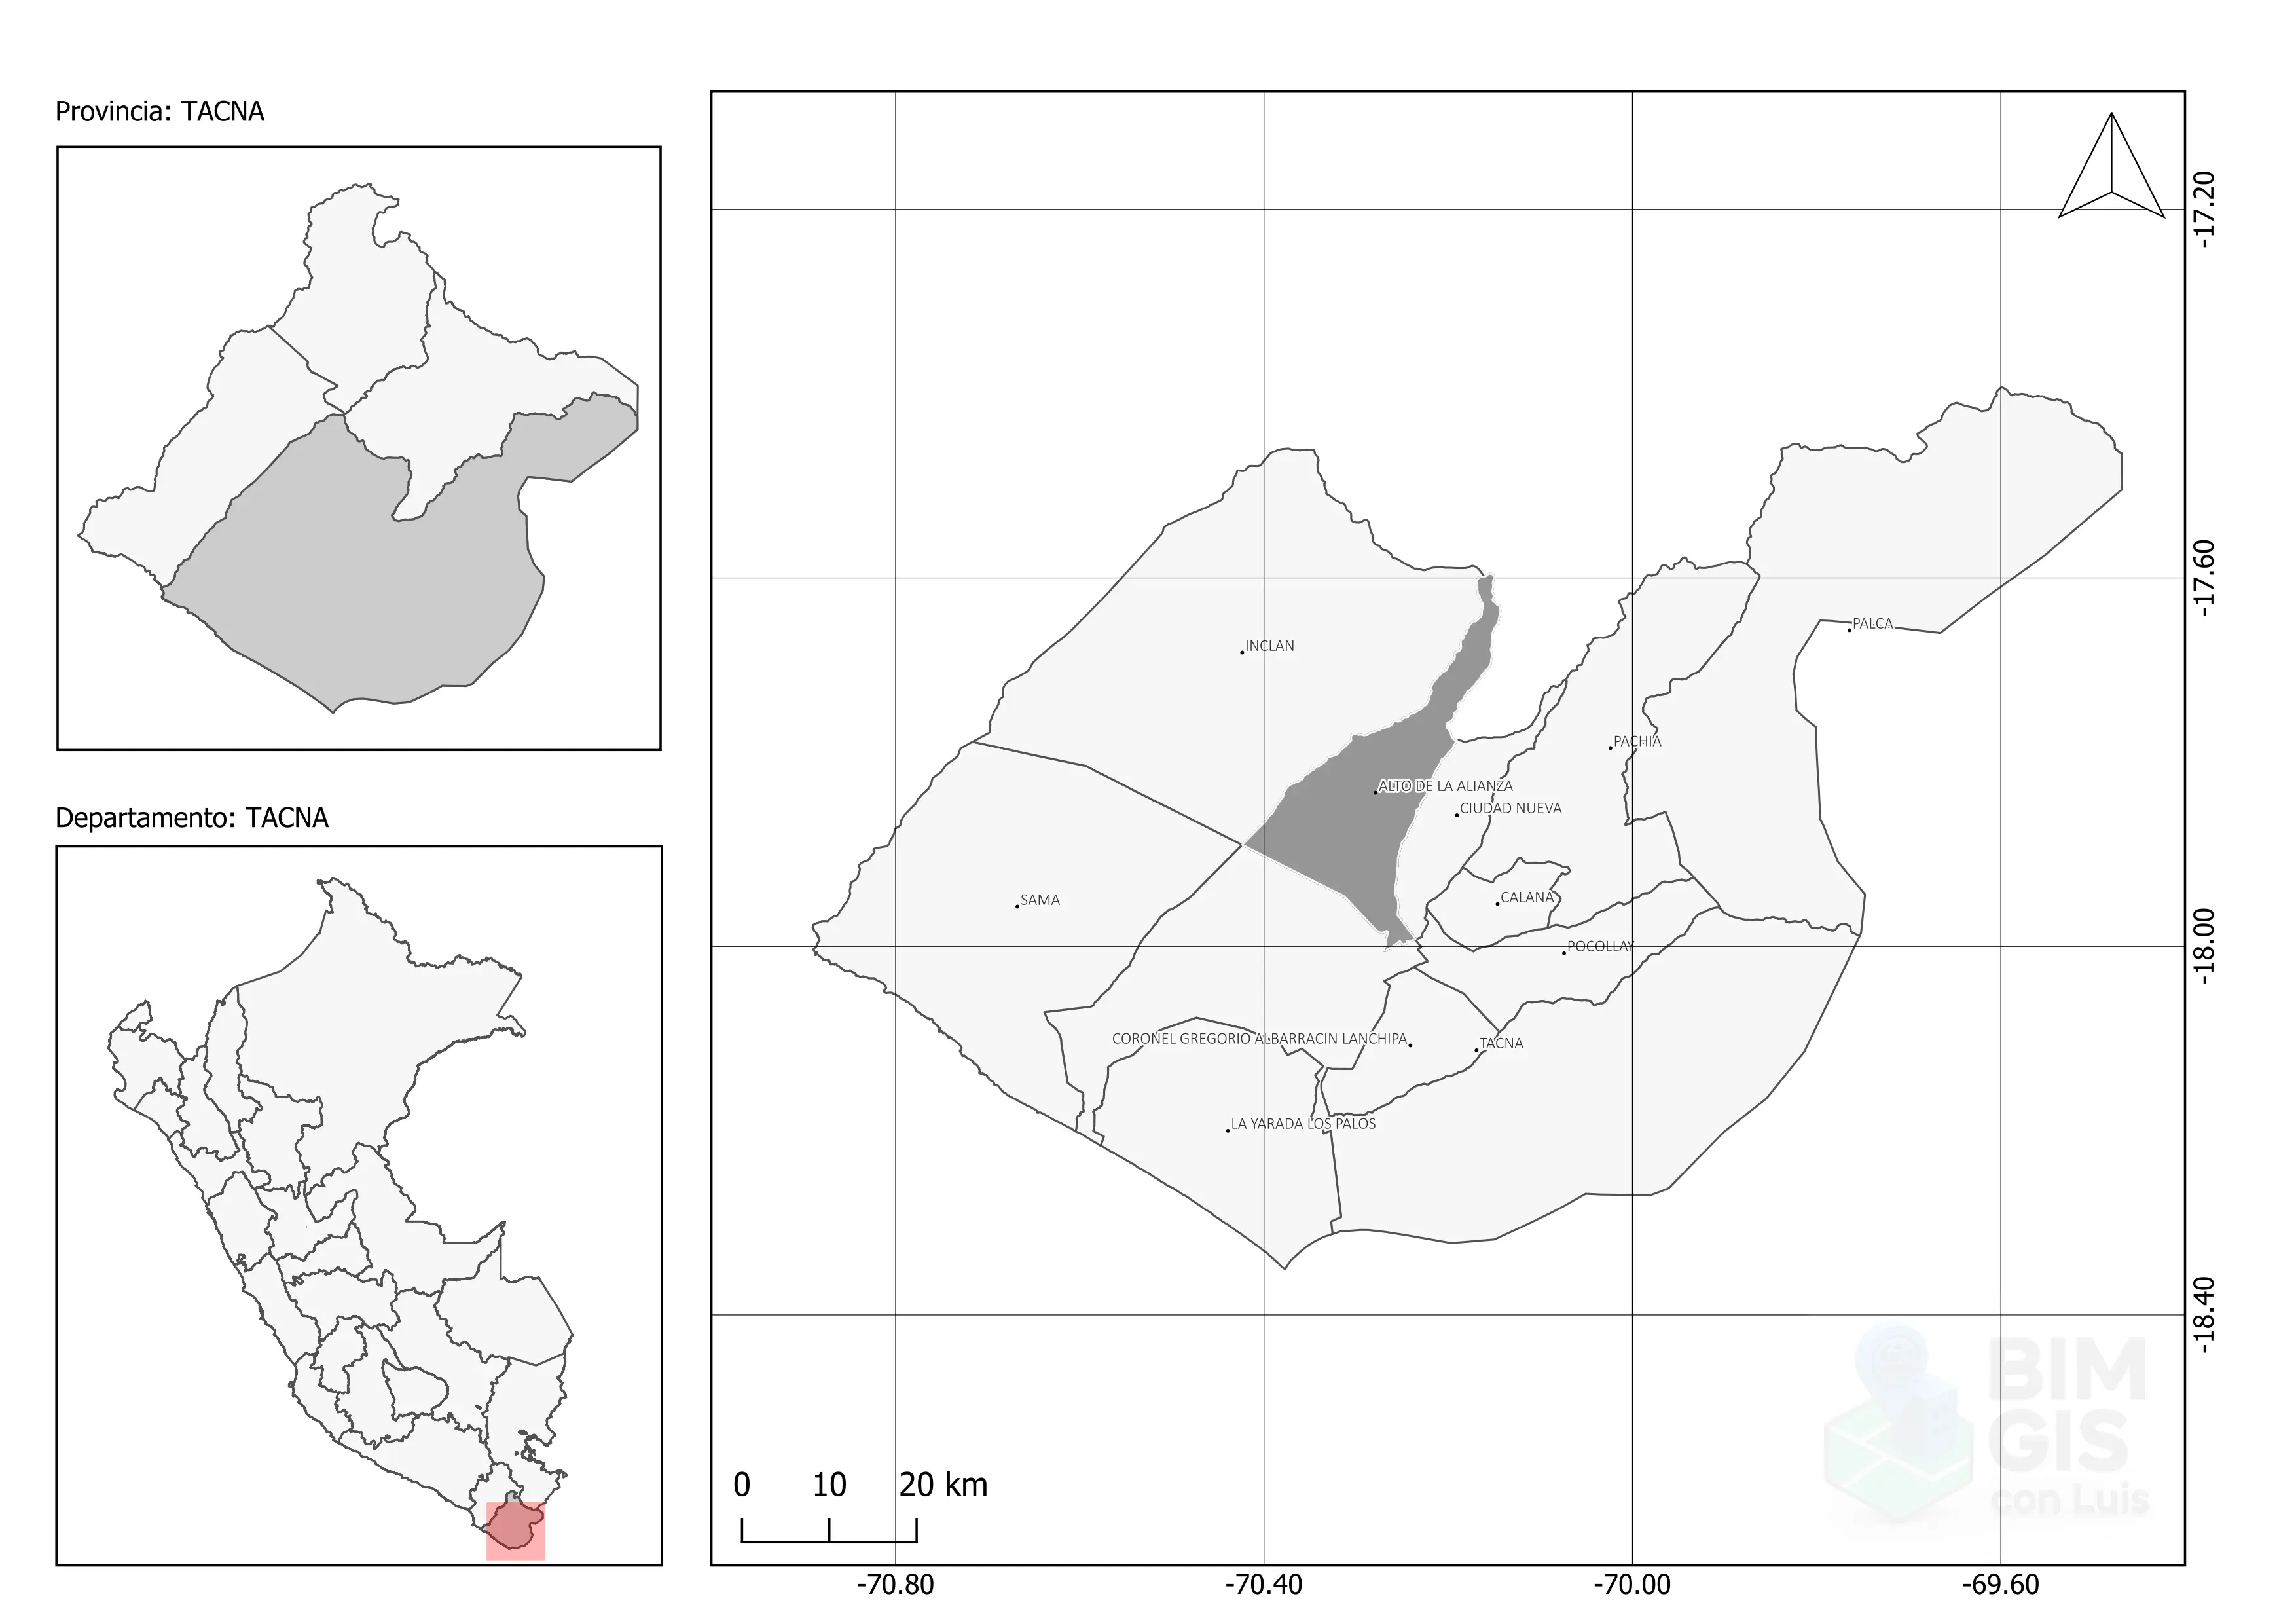 Provincia: TACNA
Departamento: TACNA
-17.20
-17.60
-18.00
-18.40
INCLAN
PALCA
PACHIA
ALTO DE LA ALIANZA
CIUDAD NUEVA
SAMA
CALANA
POCOLLAY
CORONEL GREGORIO ALBARRACIN LANCHIPA
TACNA
LA YARADA LOS PALOS
BIM
GIS
con Luis
0 10 20 km
-70.80 -70.40 -70.00 -69.60